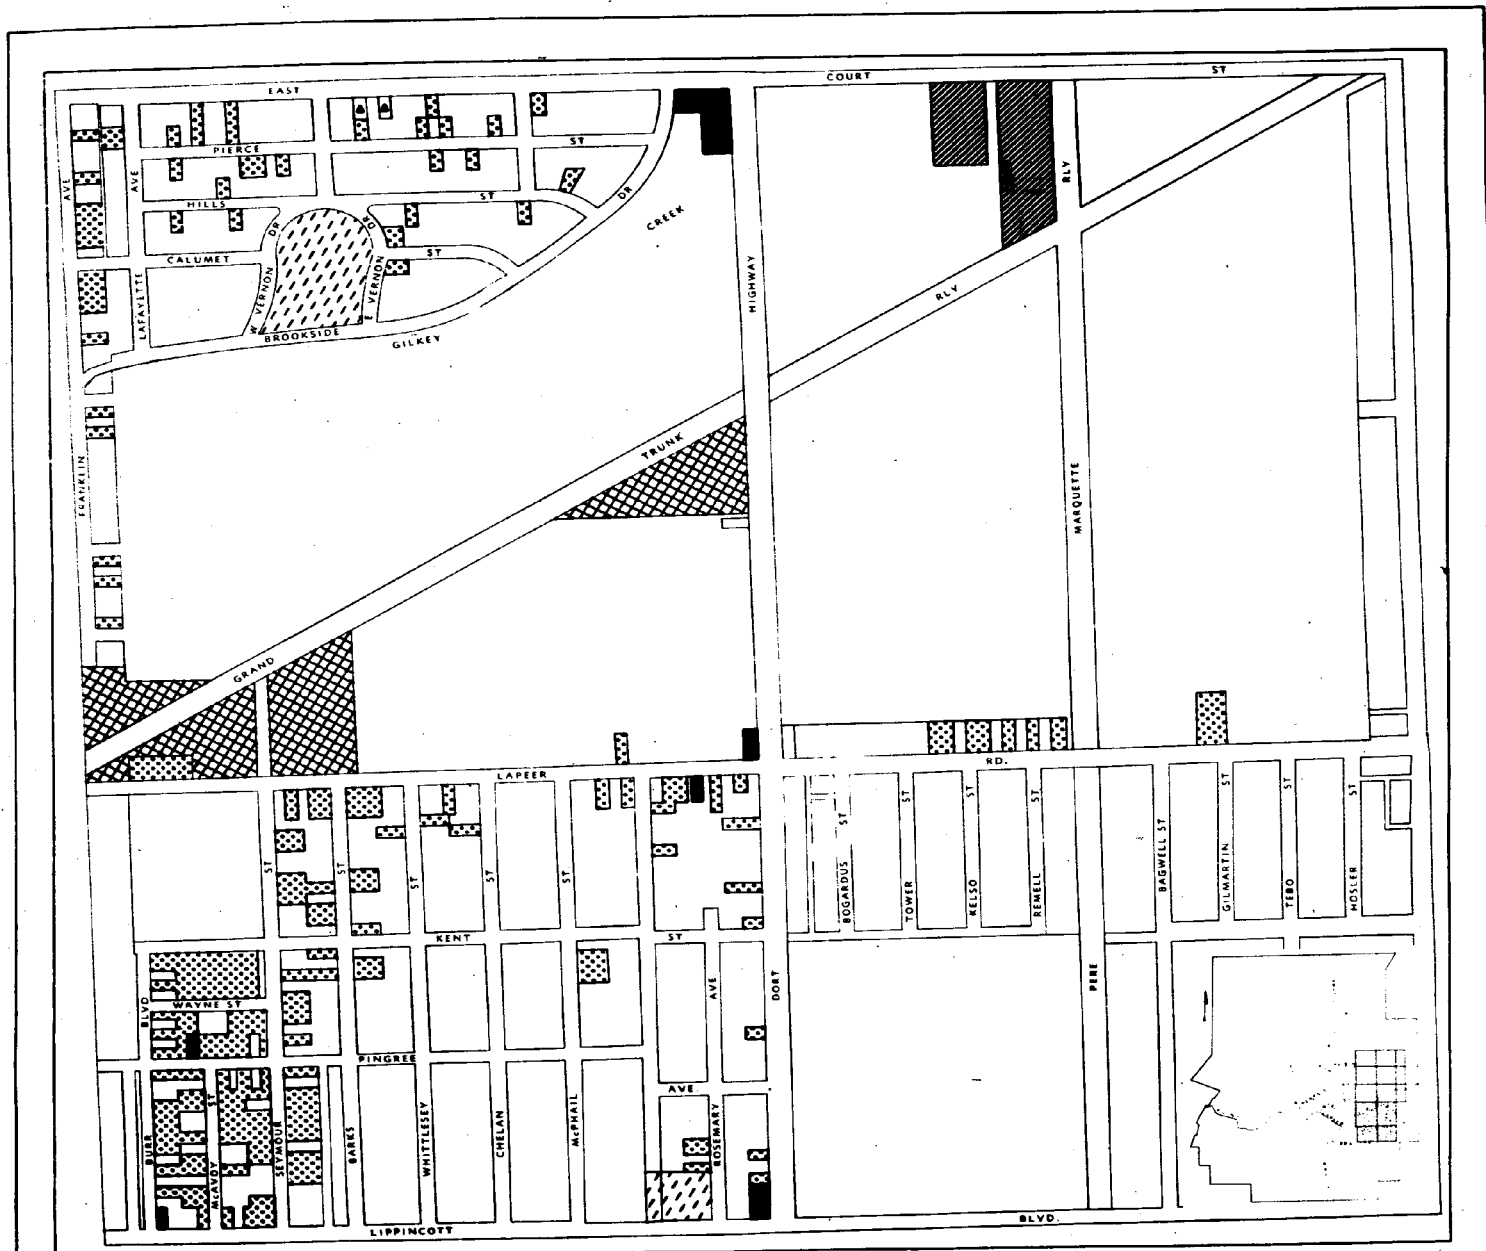 EAST
COURT
ST
PIERCE
ST
AVE
AVE
RLY
HILLS
ST
DR
CREEK
DR
DR
CALUMET
ST
LAFAYETTE
W VERNON
E VERNON
HIGHWAY
RLY
BROOKSIDE
GILKEY
TRUNK
FRANKLIN
MARQUETTE
GRAND
LAPEER
RD.
ST
ST
ST
ST
ST
ST
BOGARDUS
ST
TOWER
ST
KELSO
ST
REMELL
BAGWELL ST
ST
GILMARTIN
ST
TEBO
ST
HOSLER
KENT
ST
BLVD
WAYNE ST
AVE
DORT
PERE
PINGREE
AVE.
BURR
ST
McAVOY
SEYMOUR
BARKS
WHITTLESEY
CHELAN
McPHAIL
ROSEMARY
LIPPINCOTT
BLVD.